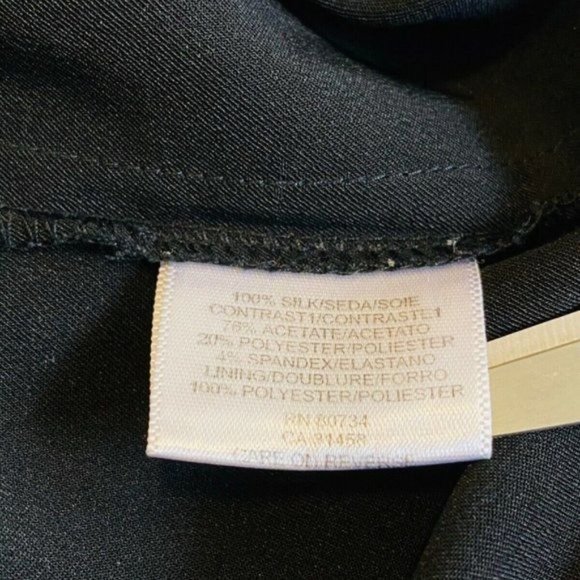 100% SILK/SEDA/SOIE
CONTRAST1/CONTRASTE1
76% ACETATE/ACETATO
20% POLYESTER/POLIESTER
4% SPANDEX/ELASTANO
LINING/DOUBLURE/FORRO
100% POLYESTER/POLIESTER
RN 80734
CA 31458
CARE ON REVERSE